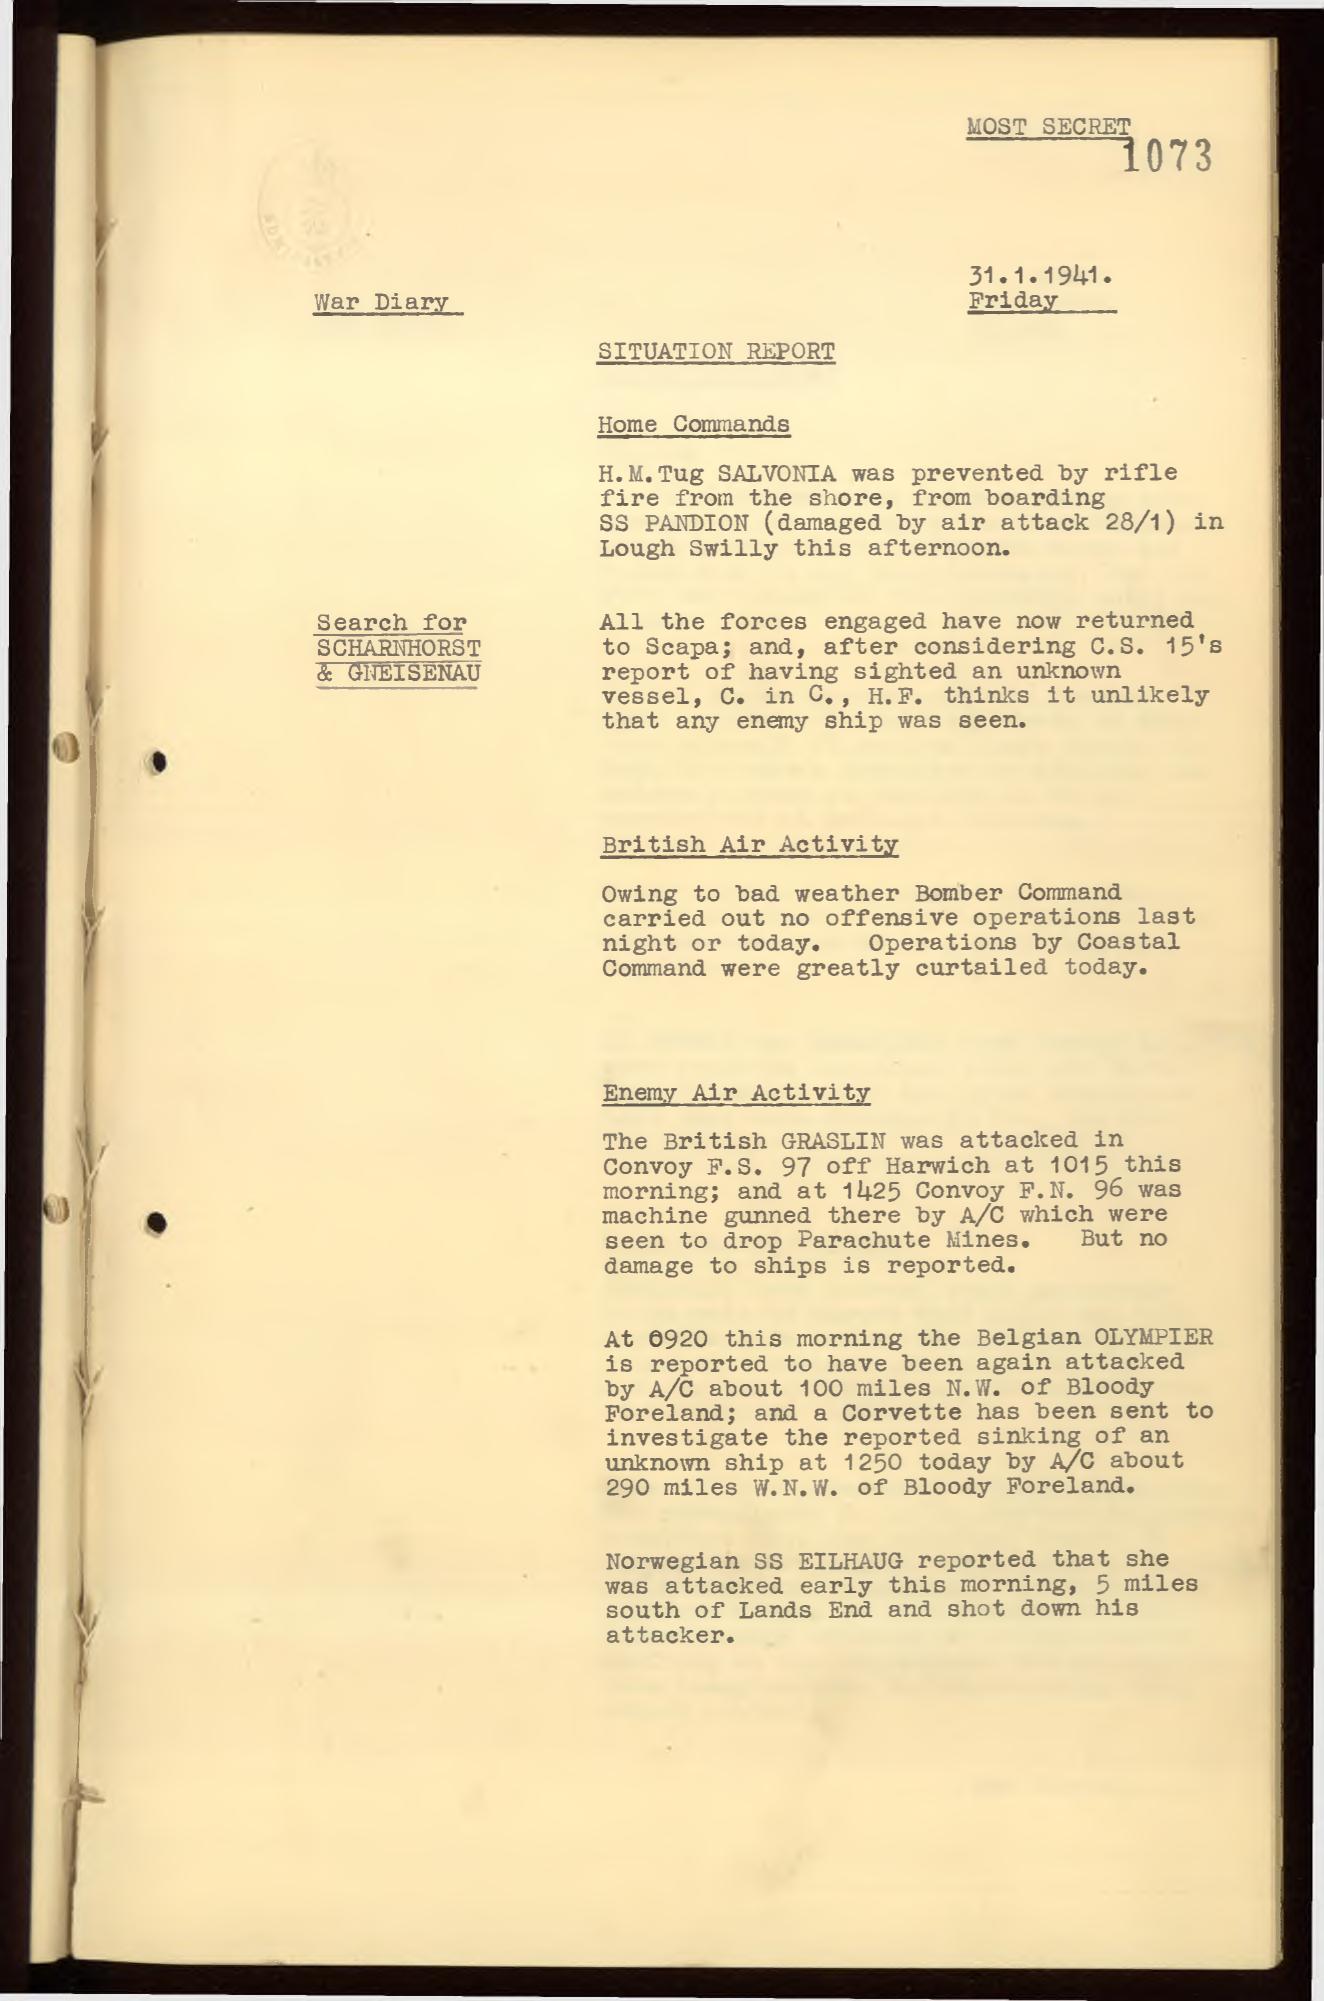 MOST SECRET
1073
31.1.1941.
War Diary
Friday
SITUATION REPORT
Home Commands
H.M.Tug SALVONIA was prevented by rifle
fire from the shore, from boarding
SS PANDION (damaged by air attack 28/1) in
Lough Swilly this afternoon.
Search for
SCHARNHORST
& GNEISENAU
All the forces engaged have now returned
to Scapa; and, after considering C.S. 15's
report of having sighted an unknown
vessel, C. in C., H.F. thinks it unlikely
that any enemy ship was seen.
British Air Activity
Owing to bad weather Bomber Command
carried out no offensive operations last
night or today. Operations by Coastal
Command were greatly curtailed today.
Enemy Air Activity
The British GRASLIN was attacked in
Convoy F.S. 97 off Harwich at 1015 this
morning; and at 1425 Convoy F.N. 96 was
machine gunned there by A/C which were
seen to drop Parachute Mines. But no
damage to ships is reported.
At 0920 this morning the Belgian OLYMPIER
is reported to have been again attacked
by A/C about 100 miles N.W. of Bloody
Foreland; and a Corvette has been sent to
investigate the reported sinking of an
unknown ship at 1250 today by A/C about
290 miles W.N.W. of Bloody Foreland.
Norwegian SS EILHAUG reported that she
was attacked early this morning, 5 miles
south of Lands End and shot down his
attacker.